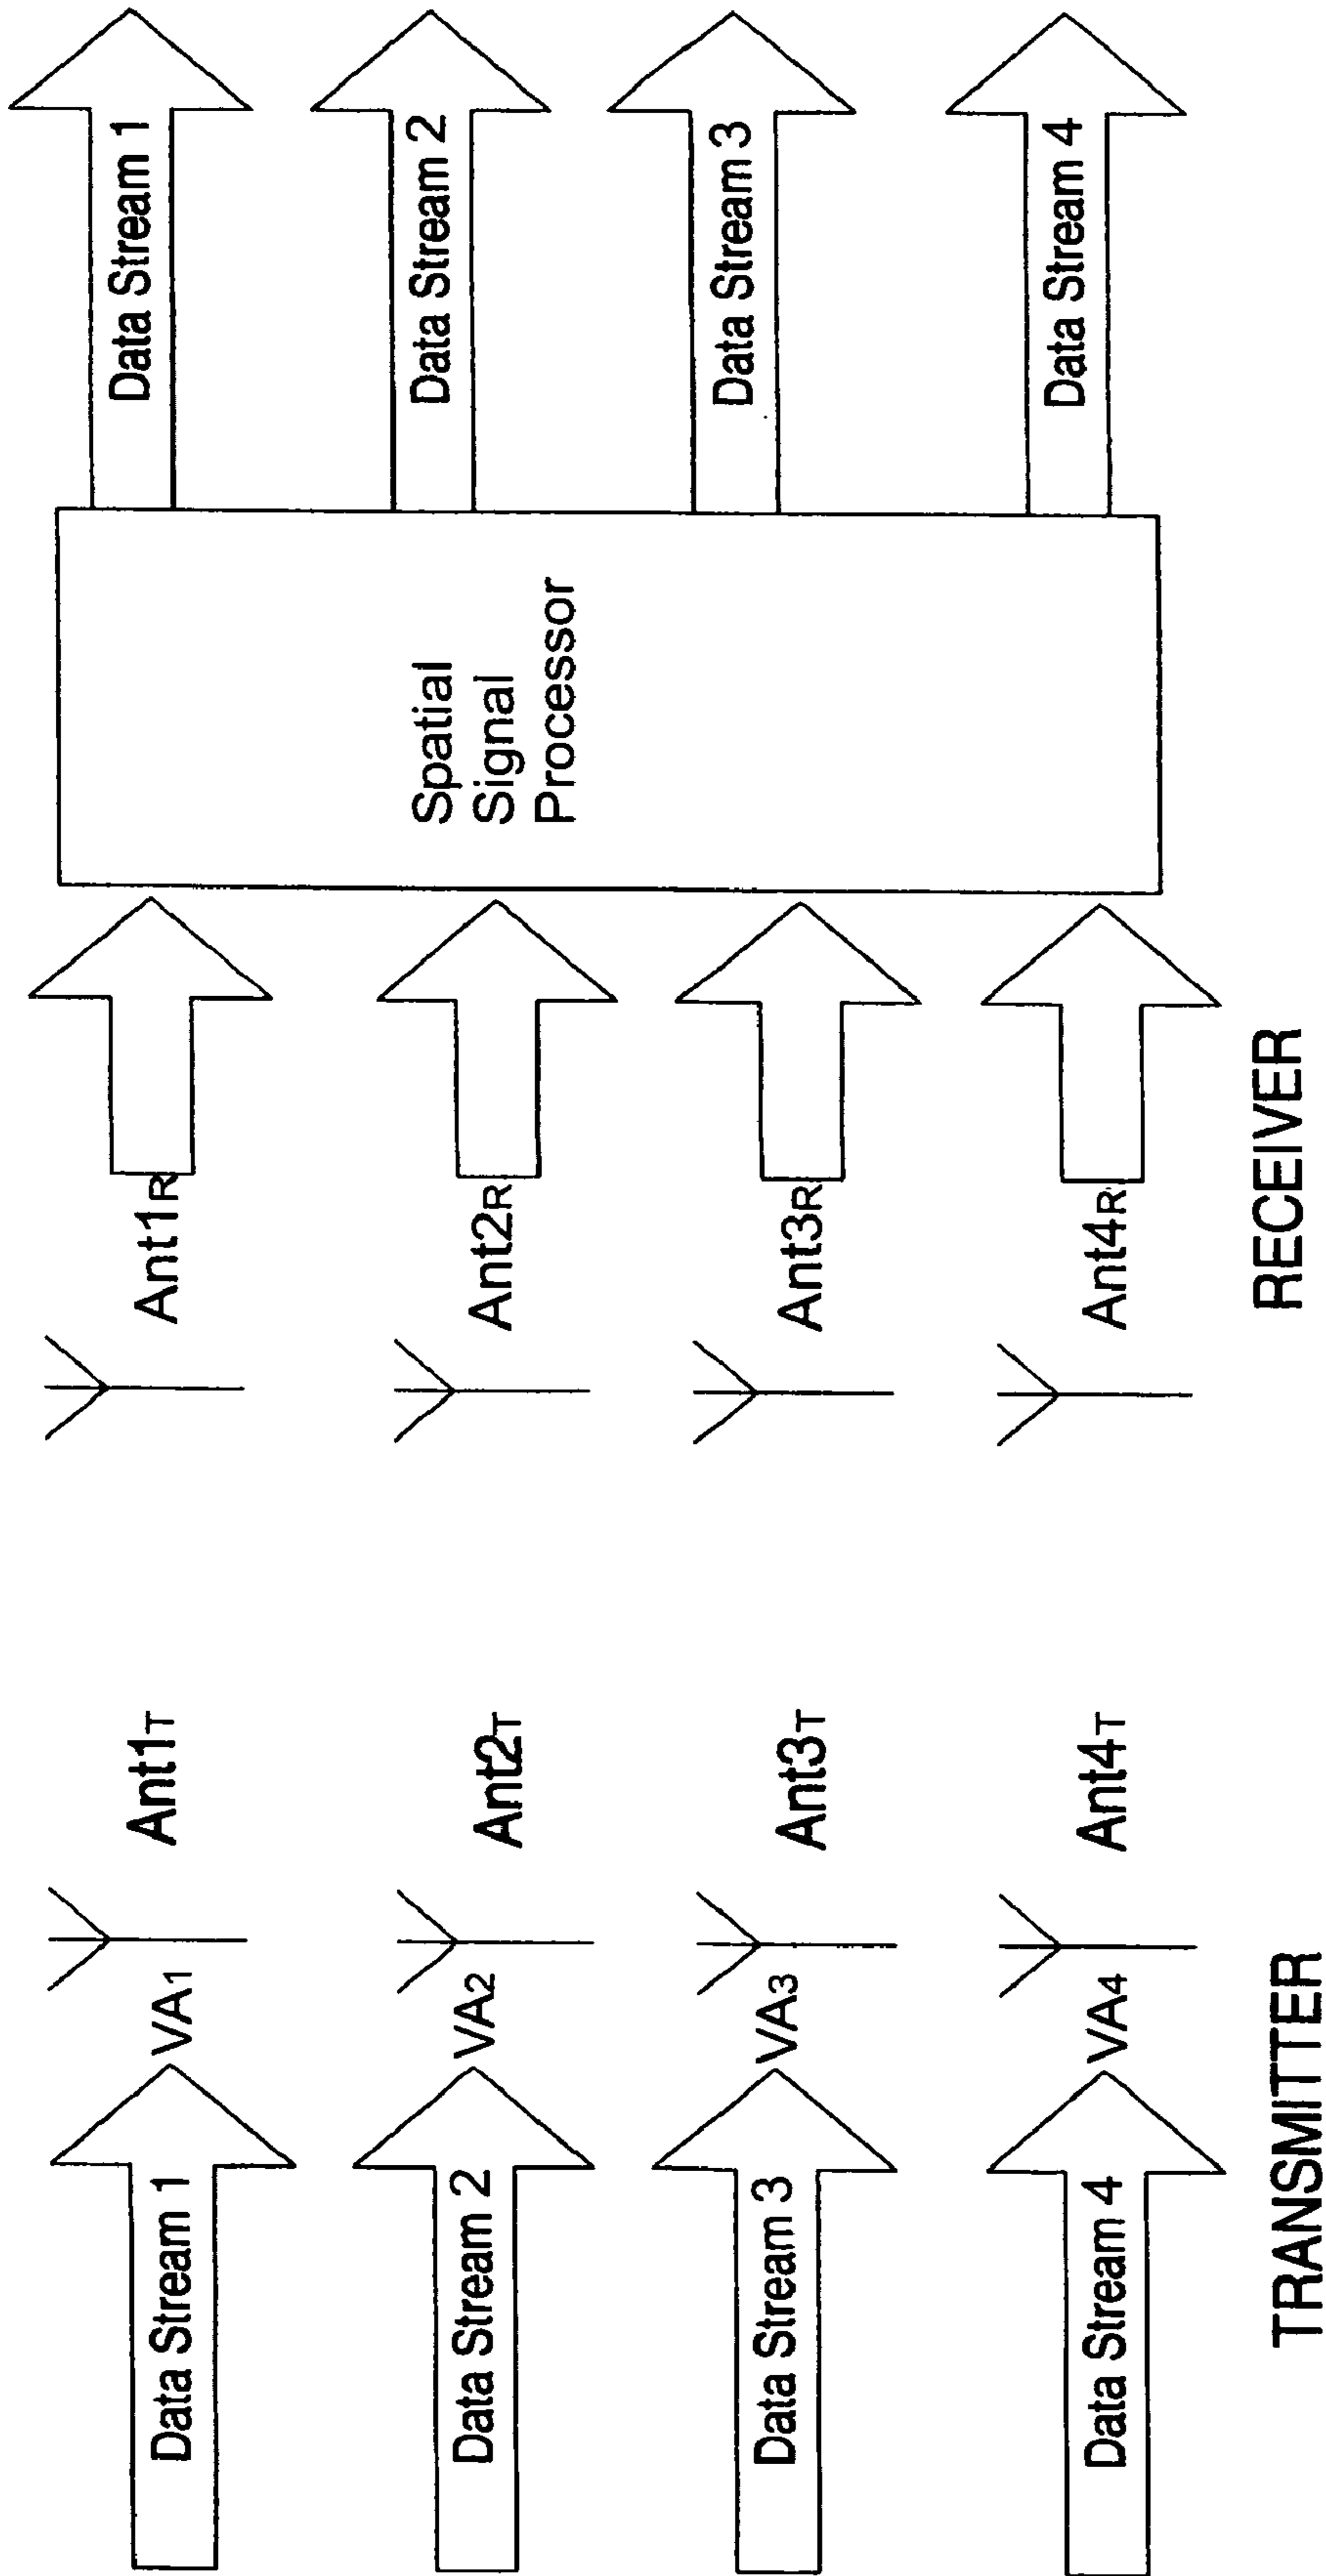 Data Stream 1
VA1
Ant1T
Ant1R
Data Stream 1
Data Stream 2
VA2
Ant2T
Ant2R
Data Stream 2
Spatial
Signal
Processor
Data Stream 3
VA3
Ant3T
Ant3R
Data Stream 3
Data Stream 4
VA4
Ant4T
Ant4R
Data Stream 4
TRANSMITTER
RECEIVER